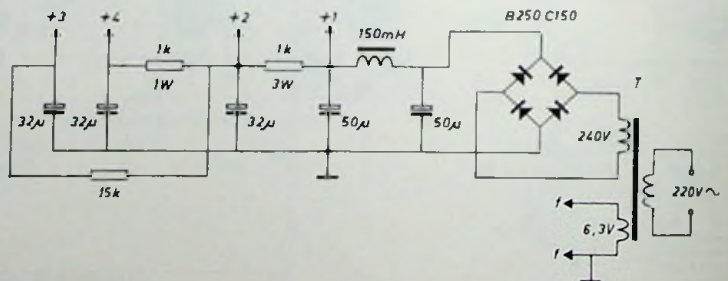 +3 +4 +2 +1 B250 C150
150mH
1k 1k T
1W 3W
32µ 32µ 32µ 50µ 50µ 240V
15k 220V~
f 6,3V
f